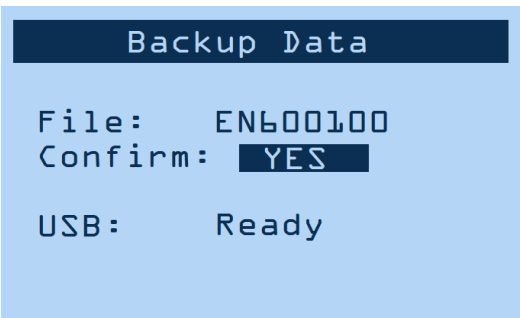 Backup Data
File: EN600100
Confirm: YES
USB: Ready